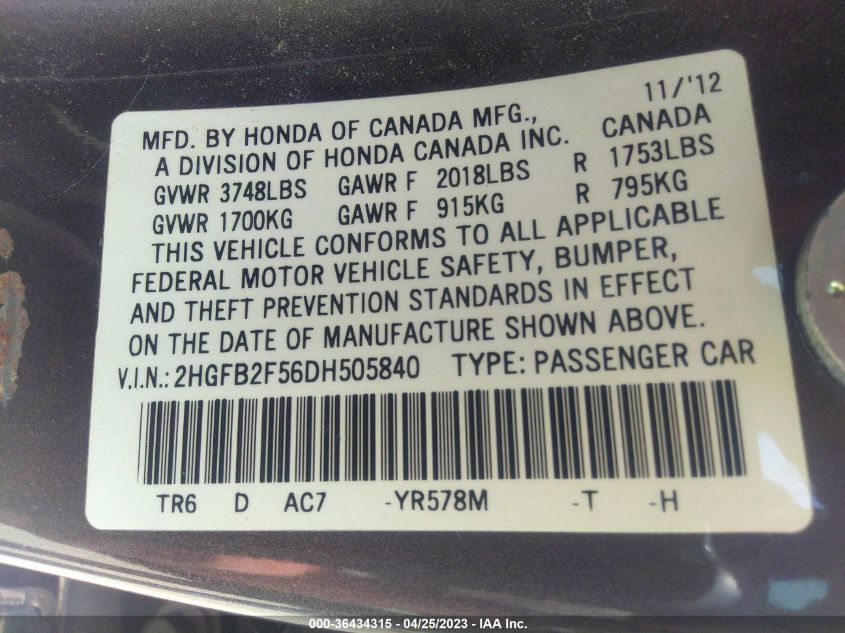 11/'12
MFD. BY HONDA OF CANADA MFG., CANADA
A DIVISION OF HONDA CANADA INC.
GVWR 3748LBS GAWR F 2018LBS R 1753LBS
GVWR 1700KG GAWR F 915KG R 795KG
THIS VEHICLE CONFORMS TO ALL APPLICABLE
FEDERAL MOTOR VEHICLE SAFETY, BUMPER,
AND THEFT PREVENTION STANDARDS IN EFFECT
ON THE DATE OF MANUFACTURE SHOWN ABOVE.
V.I.N.: 2HGFB2F56DH505840 TYPE: PASSENGER CAR
TR6 D AC7 -YR578M -T -H
000-36434315 - 04/25/2023 - IAA Inc.